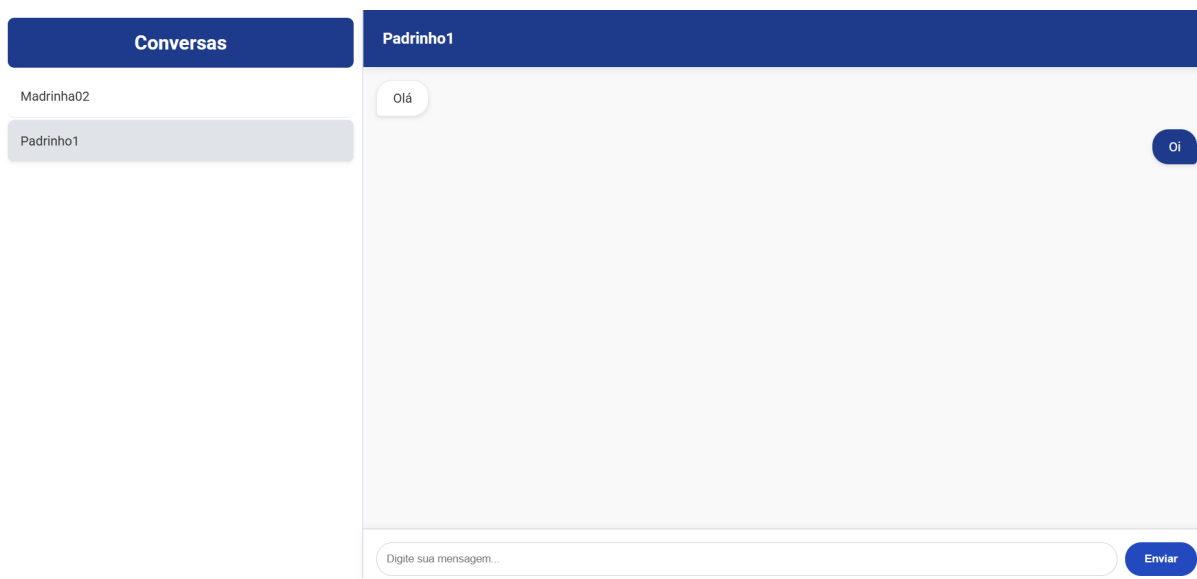 Conversas
Madrinha02
Padrinho1
Padrinho1
Olá
Oi
Digite sua mensagem...
Enviar